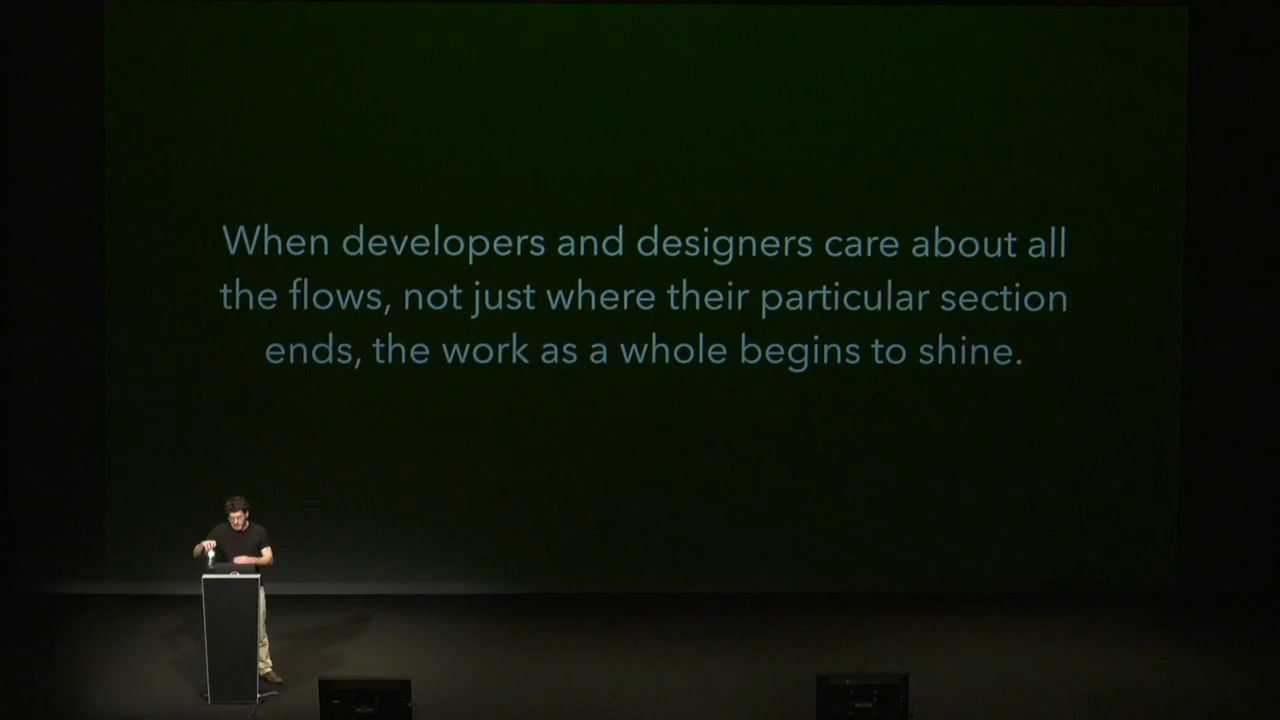 When developers and designers care about all
the flows, not just where their particular section
ends, the work as a whole begins to shine.